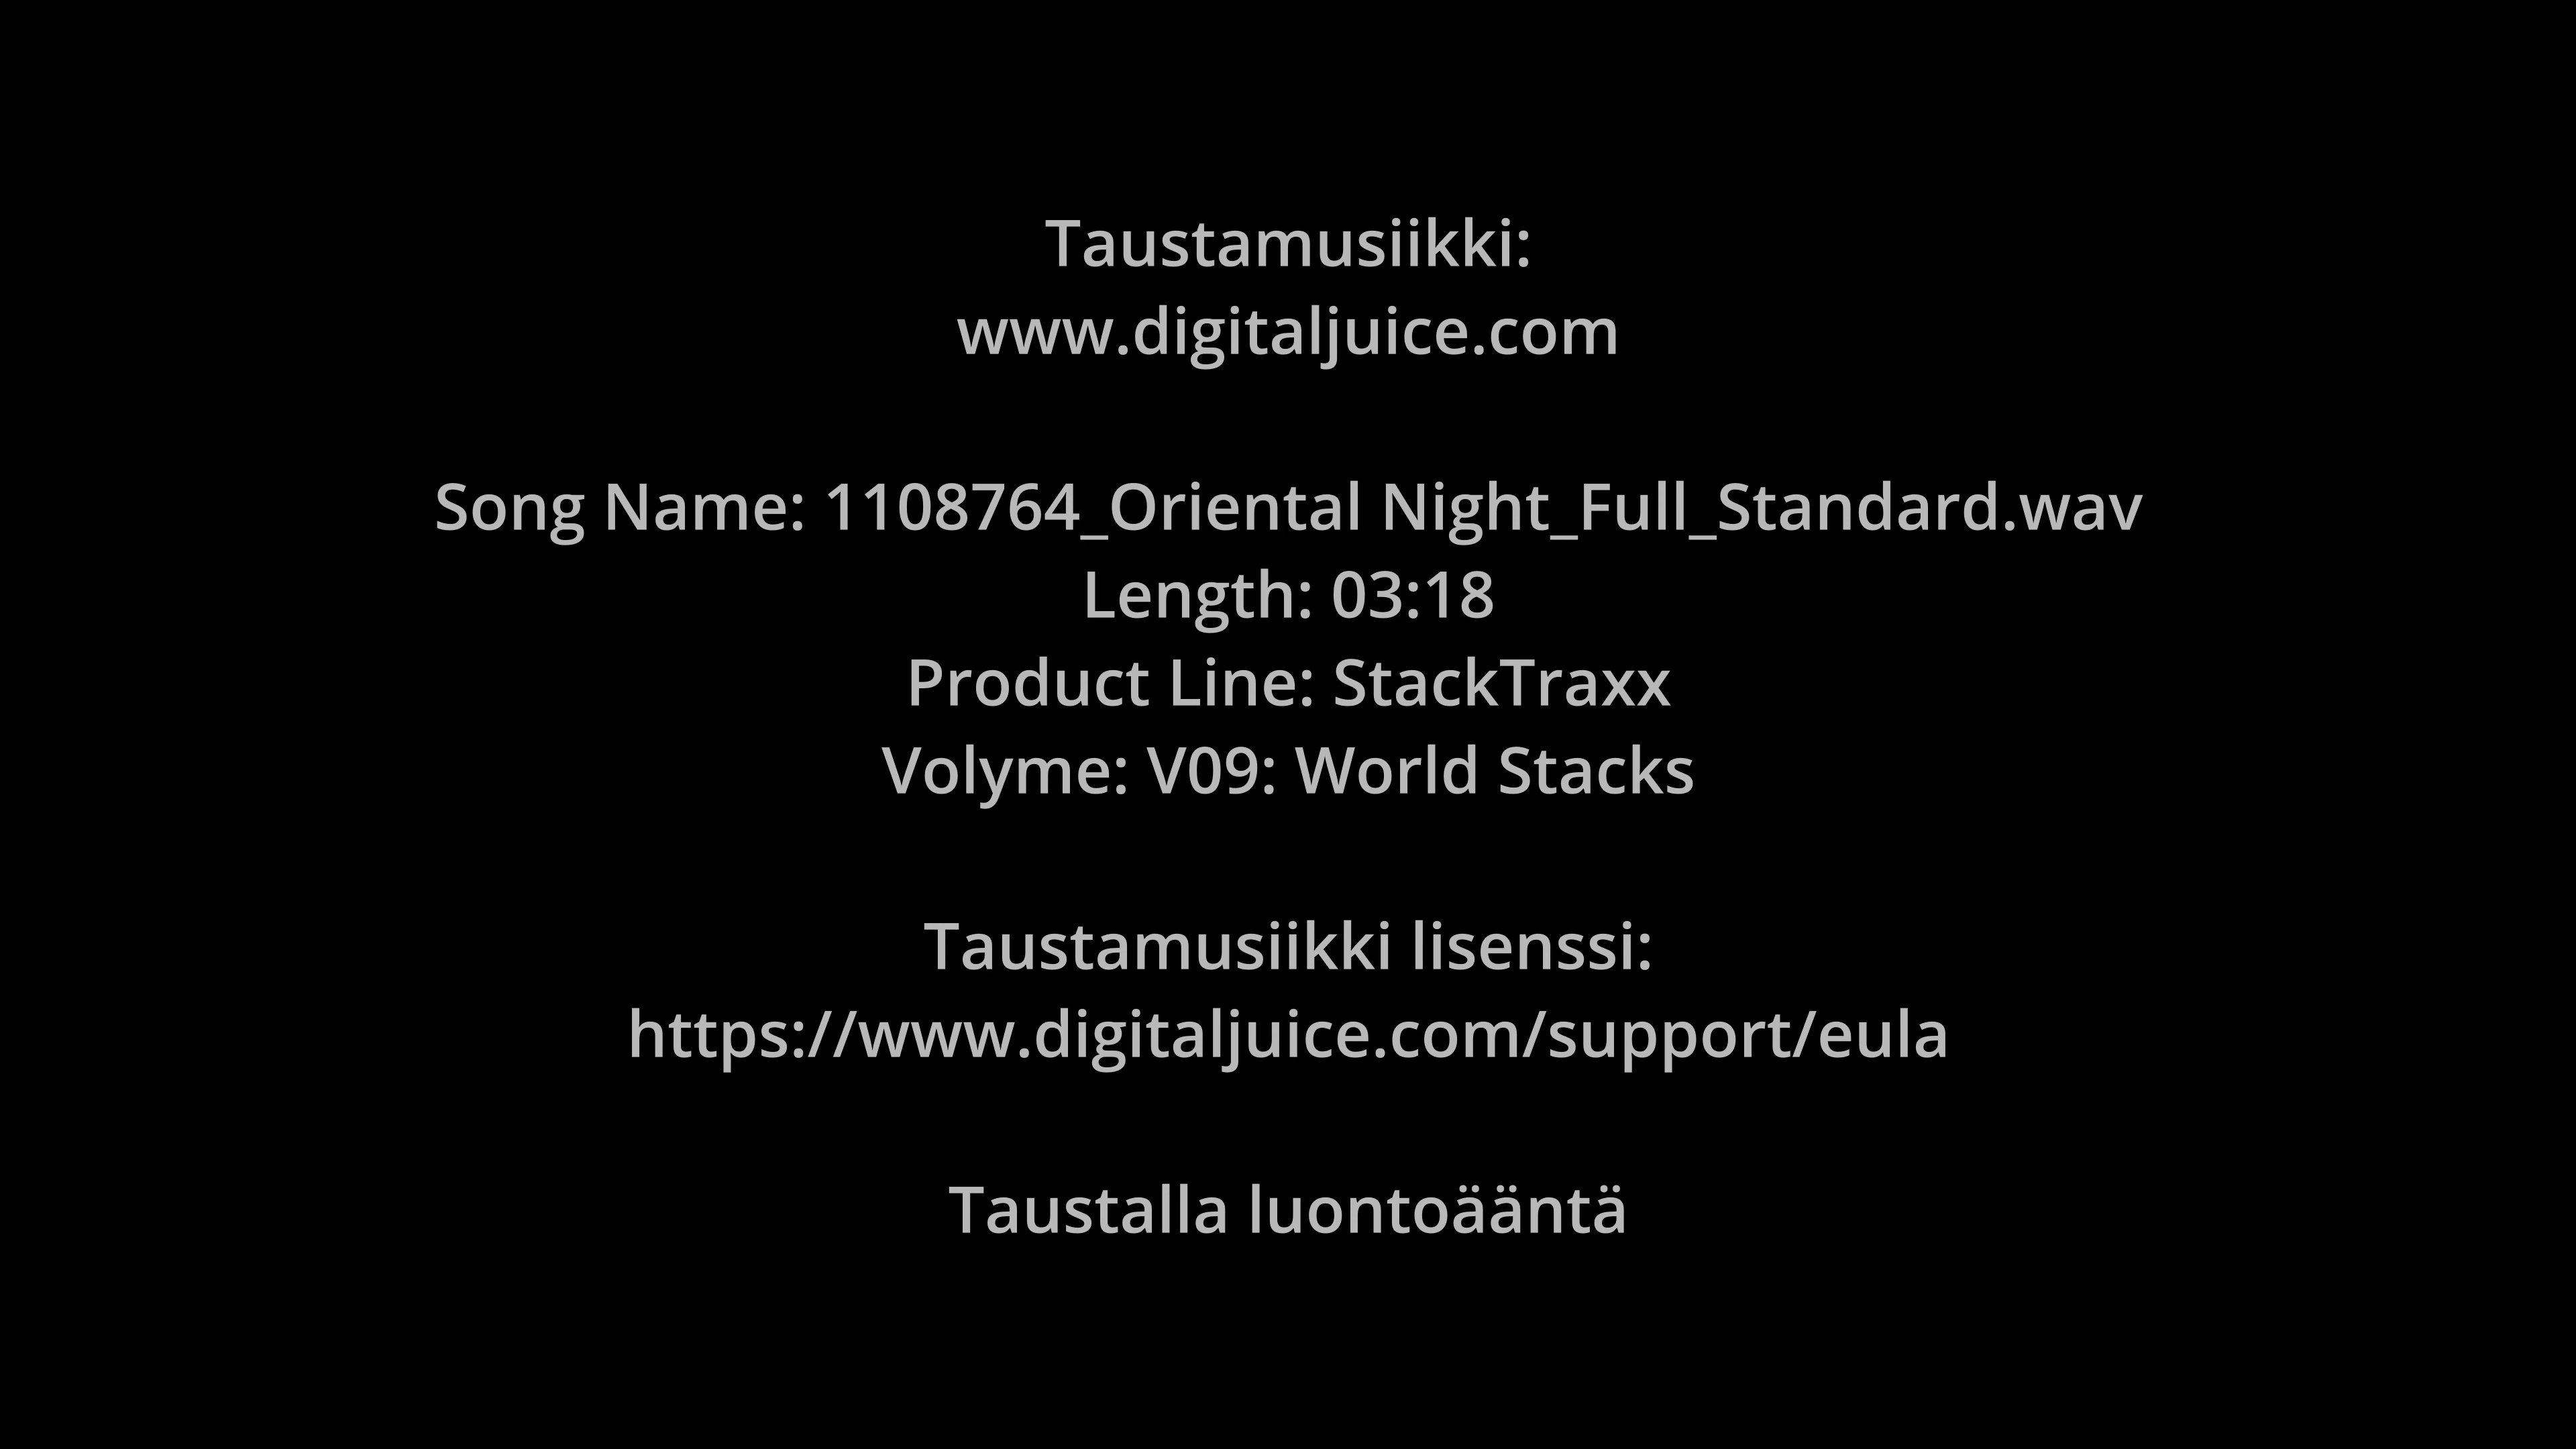 Taustamusiikki:
www.digitaljuice.com
Song Name: 1108764_Oriental Night_Full_Standard.wav
Length: 03:18
Product Line: StackTraxx
Volyme: V09: World Stacks
Taustamusiikki lisenssi:
https://www.digitaljuice.com/support/eula
Taustalla luontoääntä